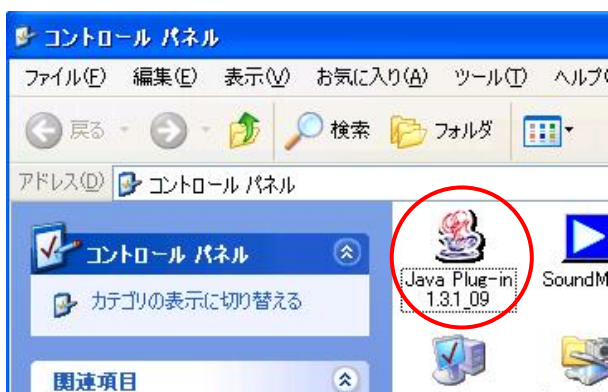 コントロール パネル
ファイル(F) 編集(E) 表示(V) お気に入り(A) ツール(T) ヘルプ(
戻る 検索 フォルダ
アドレス(D) コントロール パネル
コントロール パネル
カテゴリの表示に切り替える
関連項目
Java Plug-in
1.3.1_09
SoundM